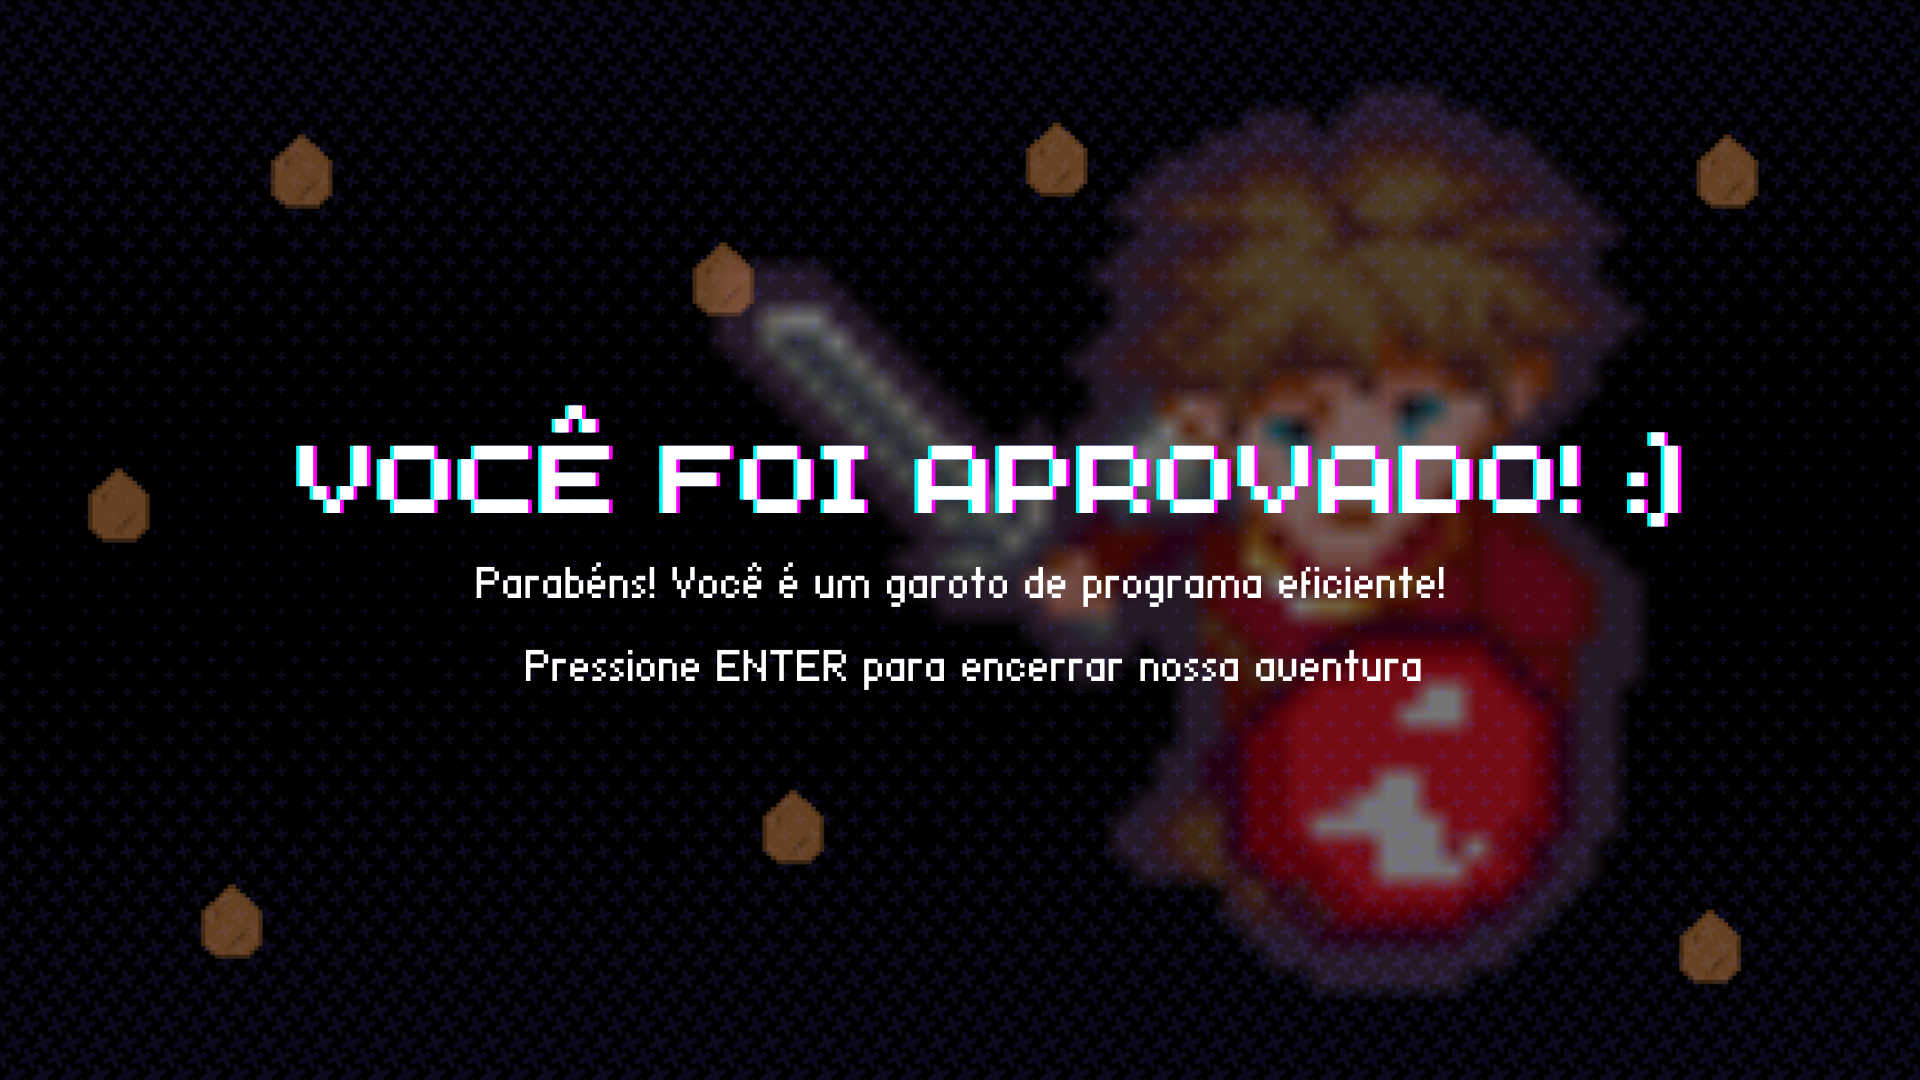 VOCÊ FOI APROVADO! :)
Parabéns! Você é um garoto de programa eficiente!
Pressione ENTER para encerrar nossa aventura